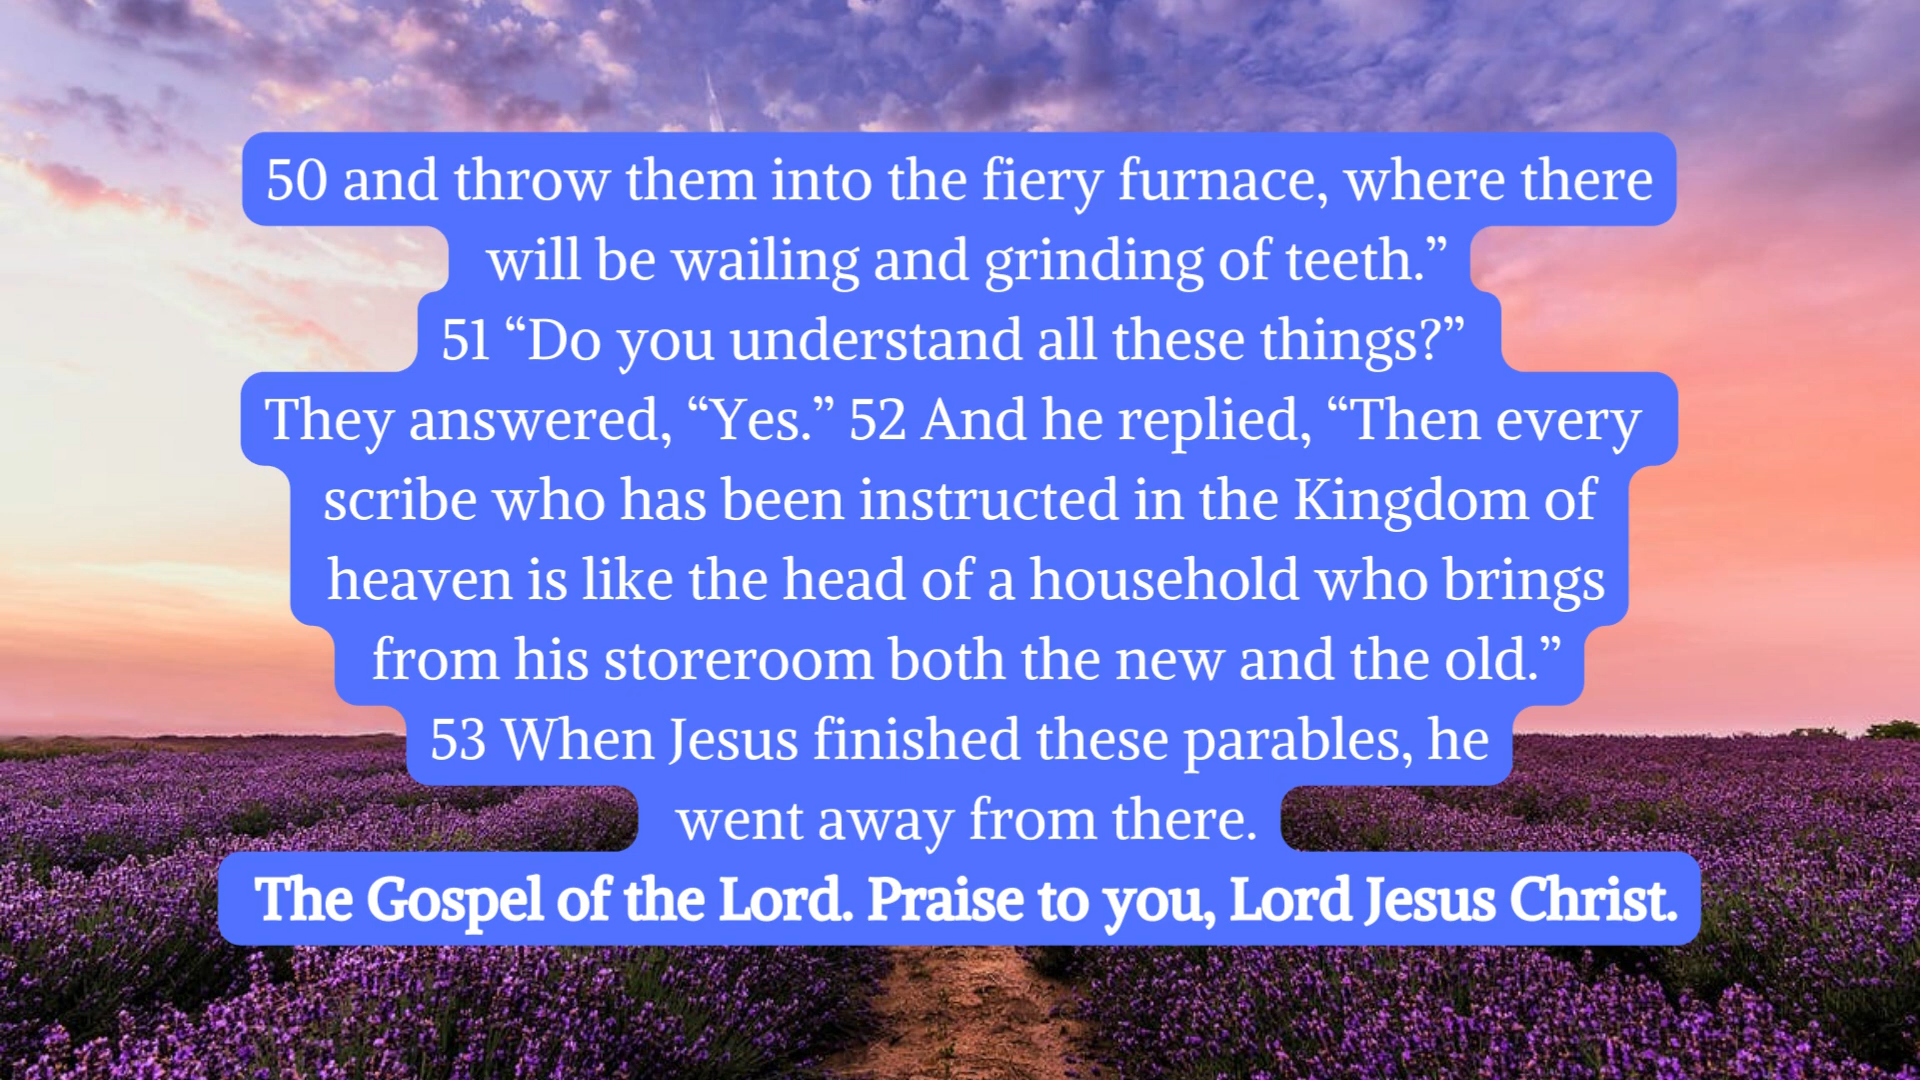 50 and throw them into the fiery furnace, where there
will be wailing and grinding of teeth.”
51 “Do you understand all these things?”
They answered, “Yes.” 52 And he replied, “Then every
scribe who has been instructed in the Kingdom of
heaven is like the head of a household who brings
from his storeroom both the new and the old.”
53 When Jesus finished these parables, he
went away from there.
The Gospel of the Lord. Praise to you, Lord Jesus Christ.